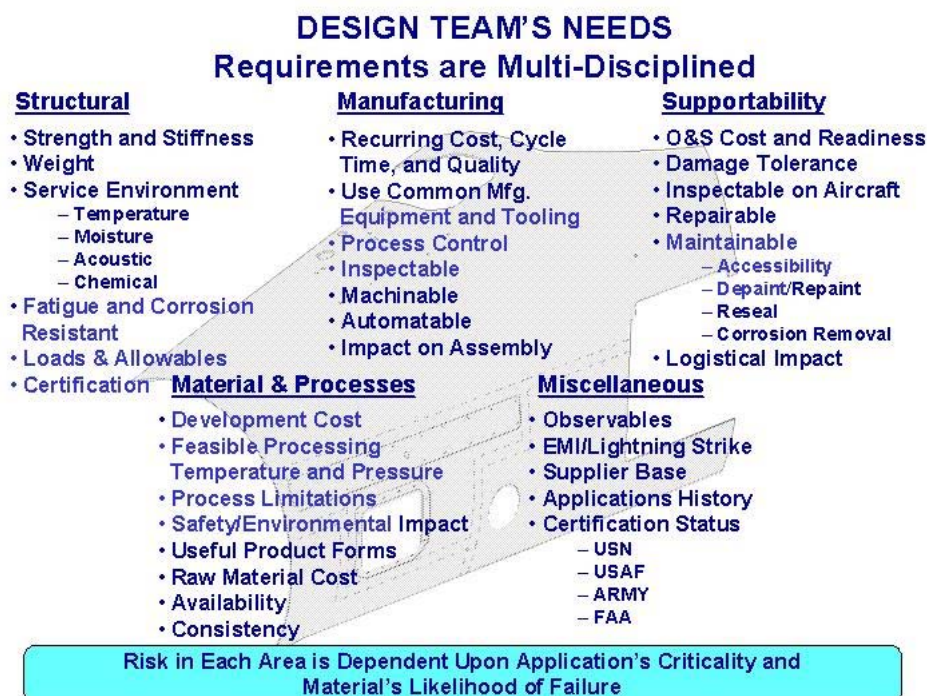 DESIGN TEAM'S NEEDS
Requirements are Multi-Disciplined
Structural
• Strength and Stiffness
• Weight
• Service Environment
– Temperature
– Moisture
– Acoustic
– Chemical
• Fatigue and Corrosion
Resistant
• Loads & Allowables
• Certification
Manufacturing
• Recurring Cost, Cycle
Time, and Quality
• Use Common Mfg.
Equipment and Tooling
• Process Control
• Inspectable
• Machinable
• Automatable
• Impact on Assembly
Supportability
• O&S Cost and Readiness
• Damage Tolerance
• Inspectable on Aircraft
• Repairable
• Maintainable
– Accessibility
– Depaint/Repaint
– Reseal
– Corrosion Removal
• Logistical Impact
Material & Processes
• Development Cost
• Feasible Processing
Temperature and Pressure
• Process Limitations
• Safety/Environmental Impact
• Useful Product Forms
• Raw Material Cost
• Availability
• Consistency
Miscellaneous
• Observables
• EMI/Lightning Strike
• Supplier Base
• Applications History
• Certification Status
– USN
– USAF
– ARMY
– FAA
Risk in Each Area is Dependent Upon Application's Criticality and
Material's Likelihood of Failure